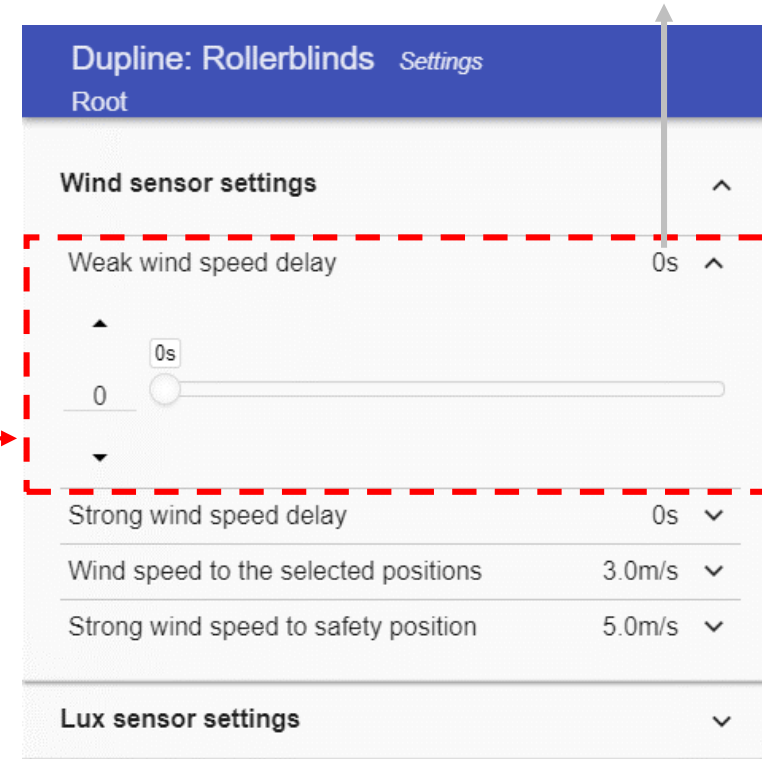 Dupline: Rollerblinds Settings
Root
Wind sensor settings
Weak wind speed delay 0s
0s
0
Strong wind speed delay 0s
Wind speed to the selected positions 3.0m/s
Strong wind speed to safety position 5.0m/s
Lux sensor settings